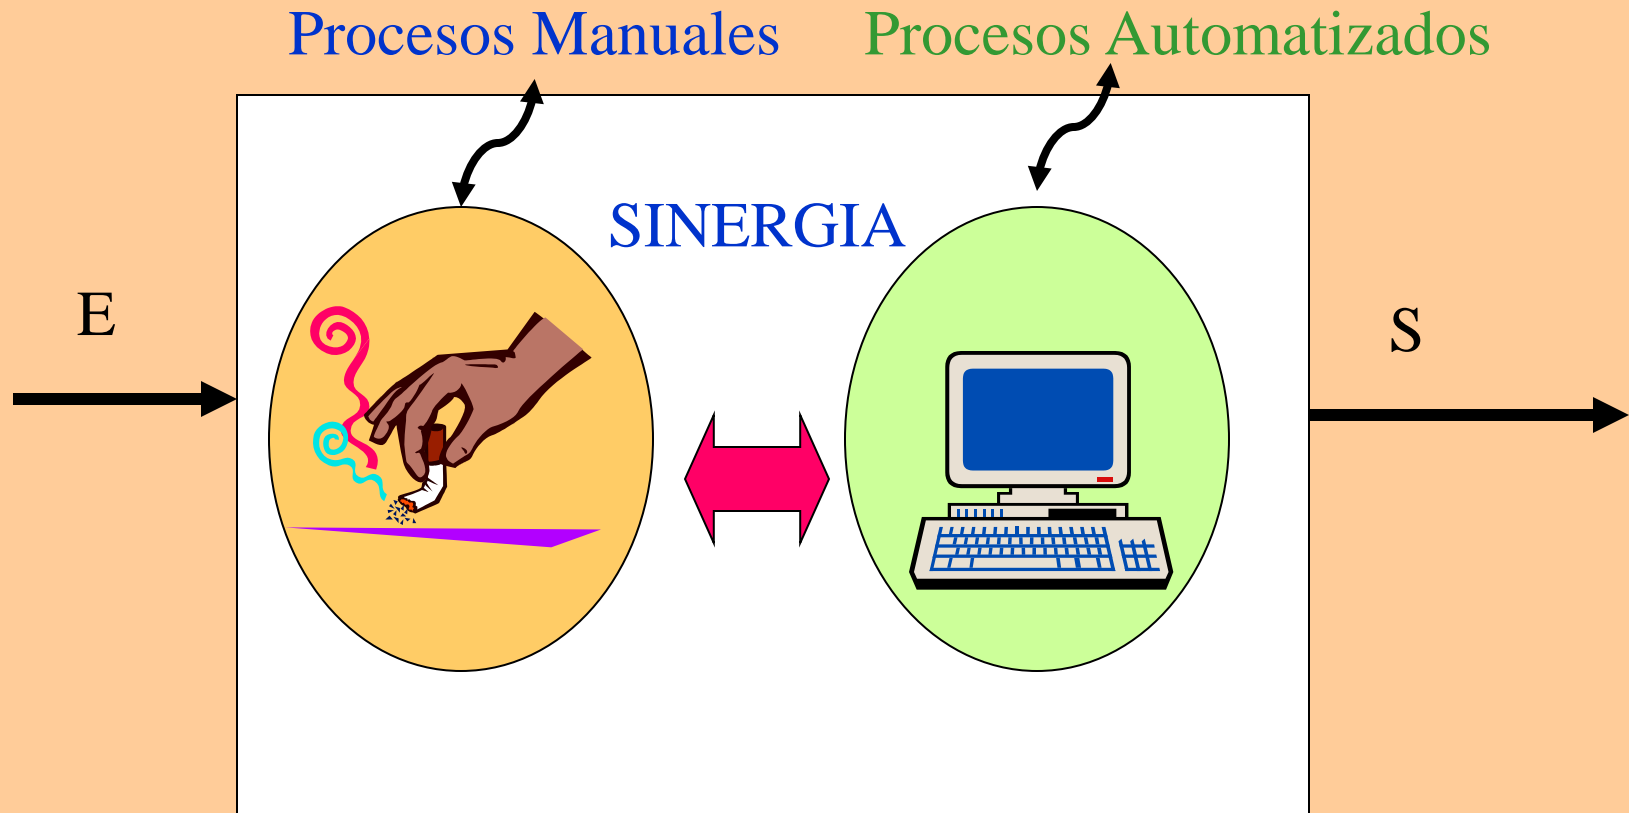 Procesos Manuales
Procesos Automatizados
SINERGIA
E
S